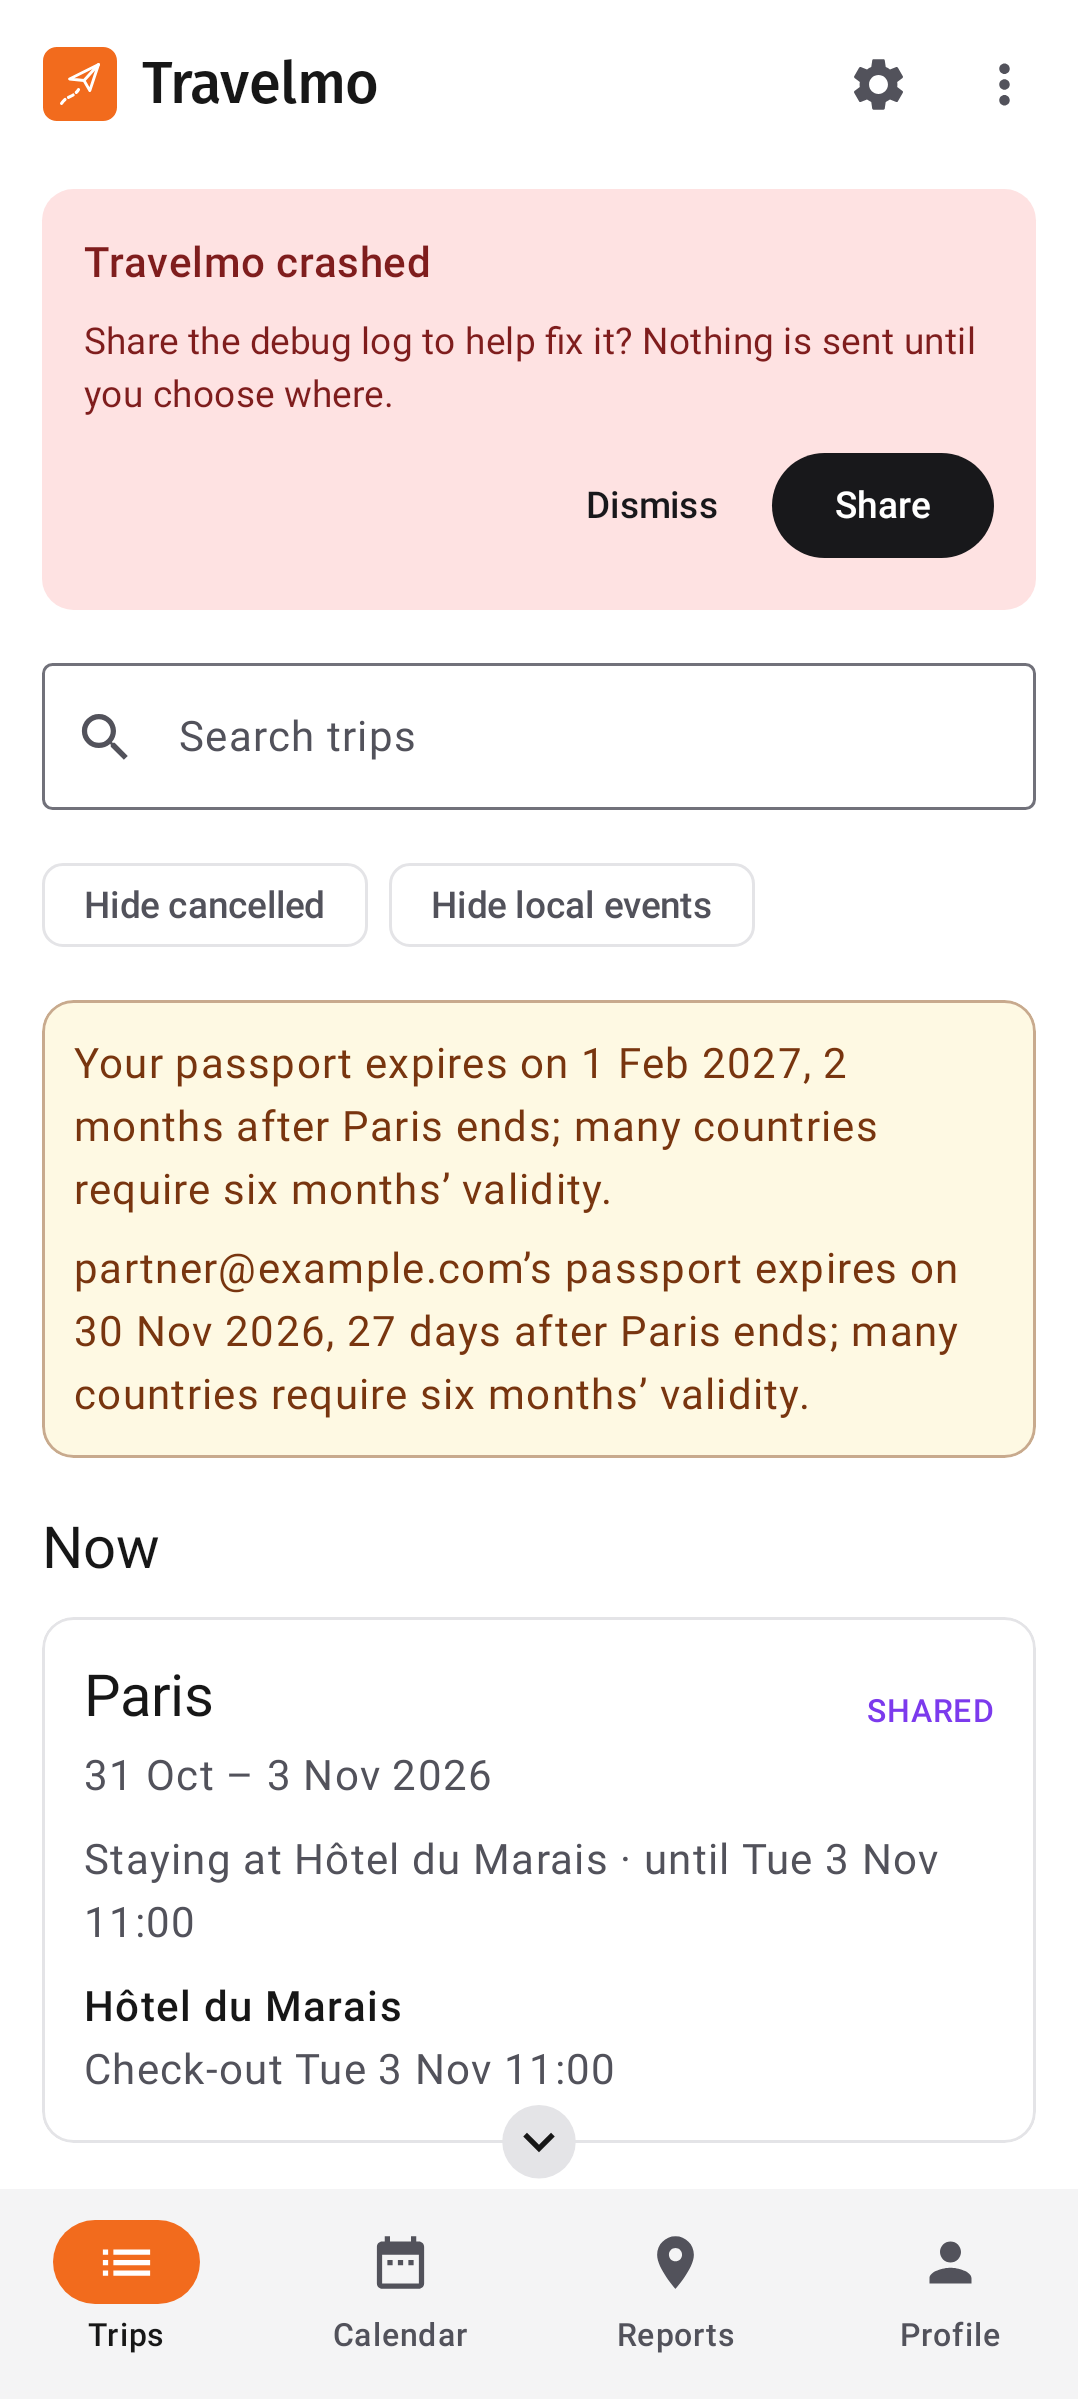 Travelmo
Travelmo crashed
Share the debug log to help fix it? Nothing is sent until
you choose where.
Dismiss
Share
Search trips
Hide cancelled
Hide local events
Your passport expires on 1 Feb 2027, 2
months after Paris ends; many countries
require six months’ validity.
partner@example.com’s passport expires on
30 Nov 2026, 27 days after Paris ends; many
countries require six months’ validity.
Now
Paris
SHARED
31 Oct – 3 Nov 2026
Staying at Hôtel du Marais · until Tue 3 Nov
11:00
Hôtel du Marais
Check-out Tue 3 Nov 11:00
Trips
Calendar
Reports
Profile